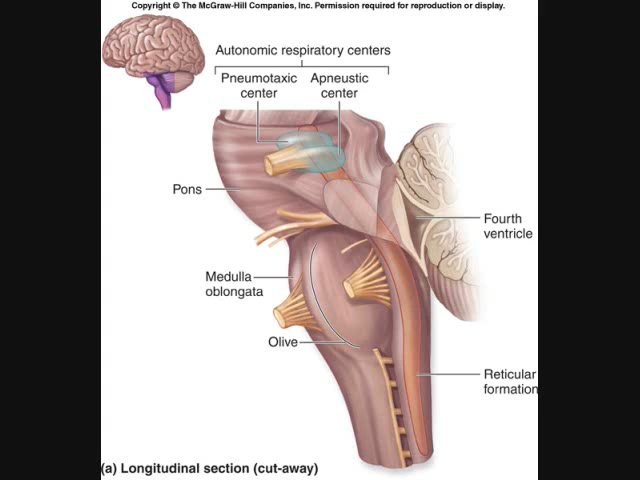 Copyright © The McGraw-Hill Companies, Inc. Permission required for reproduction or display.
Autonomic respiratory centers
Pneumotaxic center
Apneustic center
Pons
Fourth
ventricle
Medulla
oblongata
Olive
Reticular
formation
(a) Longitudinal section (cut-away)